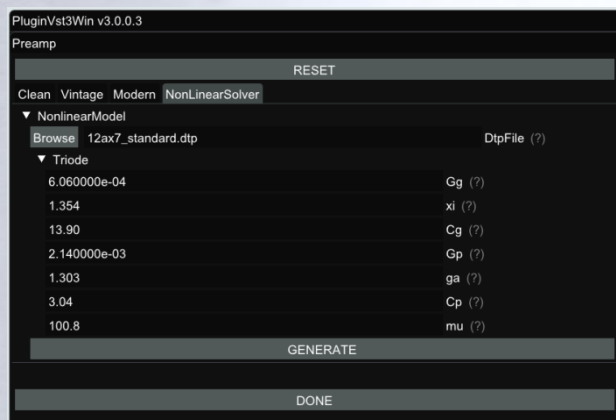 PluginVst3Win v3.0.0.3
Preamp
RESET
Clean Vintage Modern NonLinearSolver
▼ NonlinearModel
Browse 12ax7_standard.dtp DtpFile (?)
▼ Triode
6.060000e-04 Gg (?)
1.354 xi (?)
13.90 Cg (?)
2.140000e-03 Gp (?)
1.303 ga (?)
3.04 Cp (?)
100.8 mu (?)
GENERATE
DONE